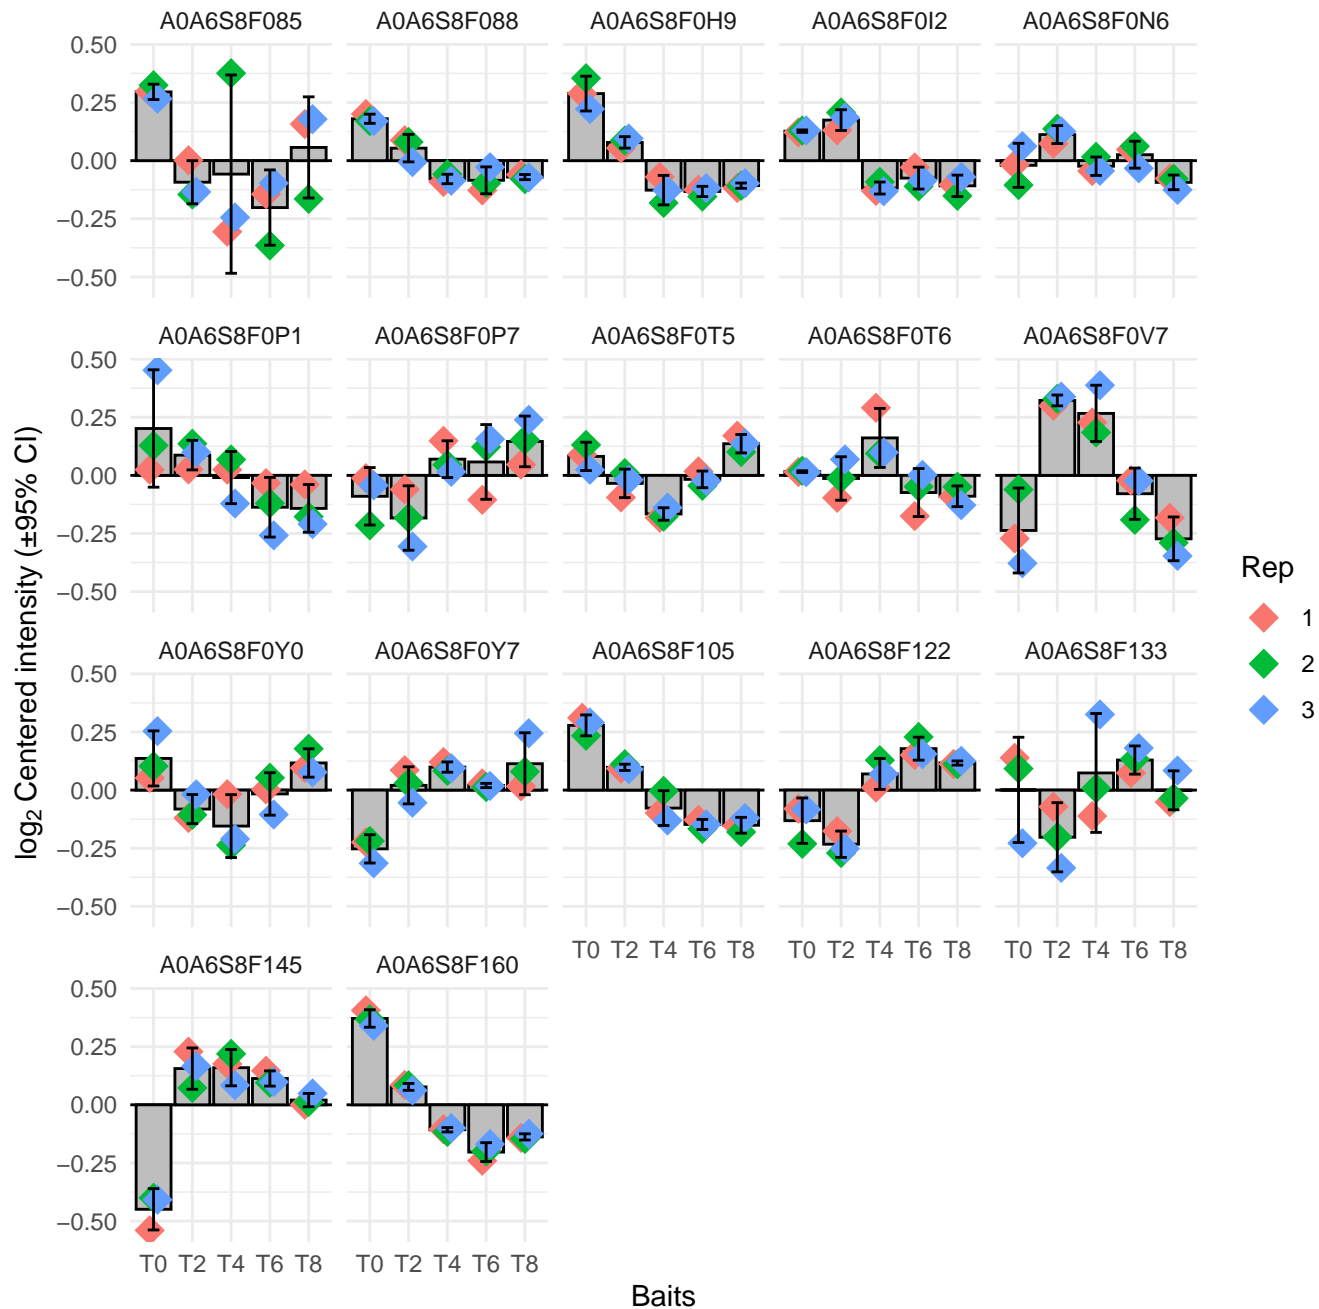 A0A6S8F085 A0A6S8F088 A0A6S8F0H9 A0A6S8F0I2 A0A6S8F0N6
0.50
0.25
0.00
−0.25
−0.50
A0A6S8F0P1 A0A6S8F0P7 A0A6S8F0T5 A0A6S8F0T6 A0A6S8F0V7
0.50
0.25
0.00
−0.25
−0.50
A0A6S8F0Y0 A0A6S8F0Y7 A0A6S8F105 A0A6S8F122 A0A6S8F133
0.50
0.25
0.00
−0.25
−0.50
T0 T2 T4 T6 T8 T0 T2 T4 T6 T8 T0 T2 T4 T6 T8
A0A6S8F145 A0A6S8F160
0.50
0.25
0.00
−0.25
−0.50
T0 T2 T4 T6 T8 T0 T2 T4 T6 T8
Baits
log₂ Centered intensity (±95% CI)
Rep
1
2
3